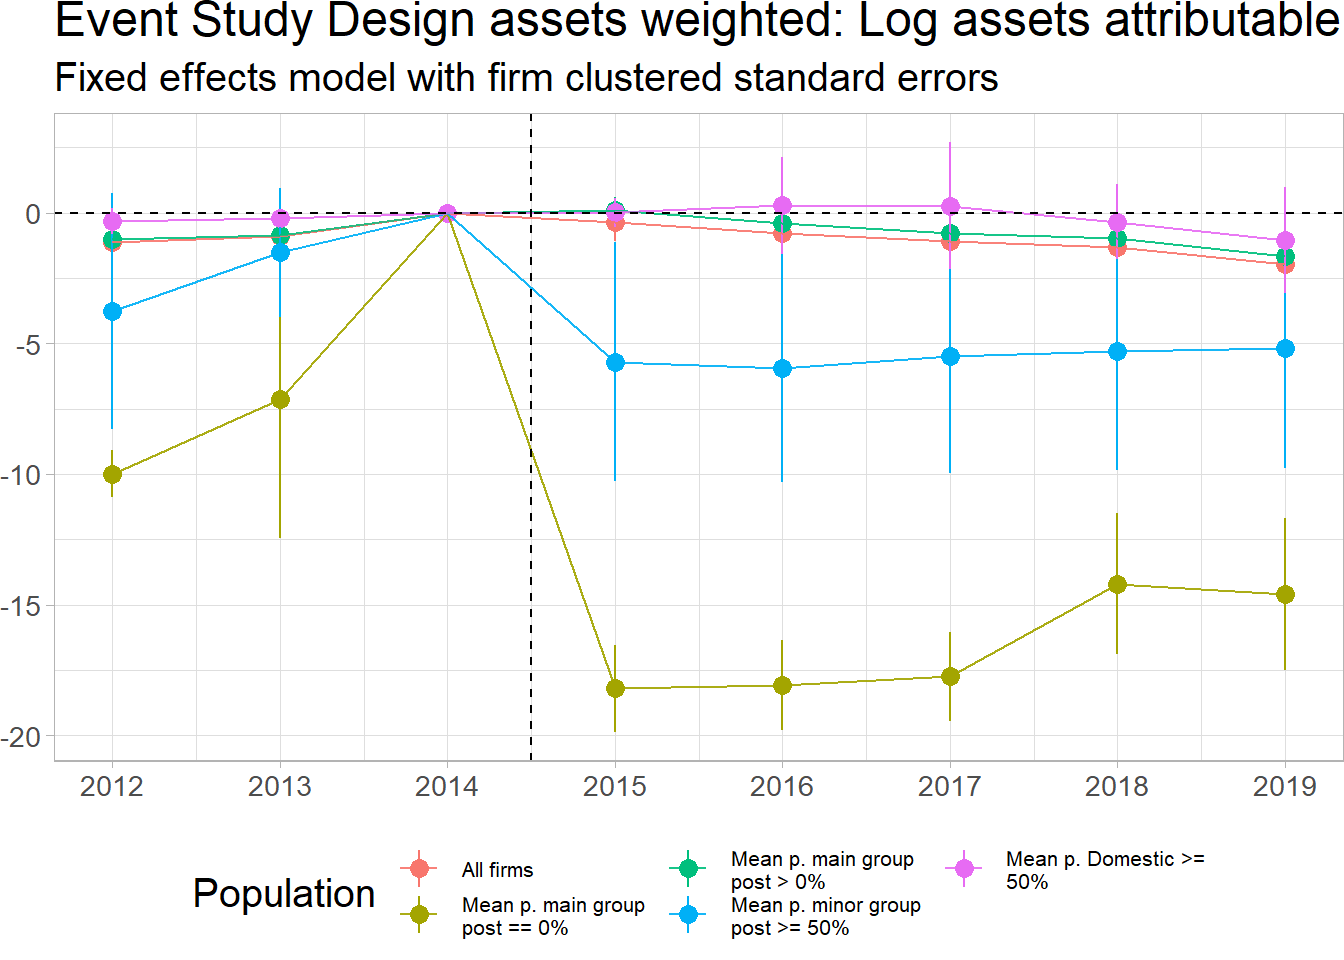 Event Study Design assets weighted: Log assets attributable
Fixed effects model with firm clustered standard errors
0
-5
-10
-15
-20
2012 2013 2014 2015 2016 2017 2018 2019
Population
All firms
Mean p. main group
post == 0%
Mean p. main group
post > 0%
Mean p. minor group
post >= 50%
Mean p. Domestic >=
50%